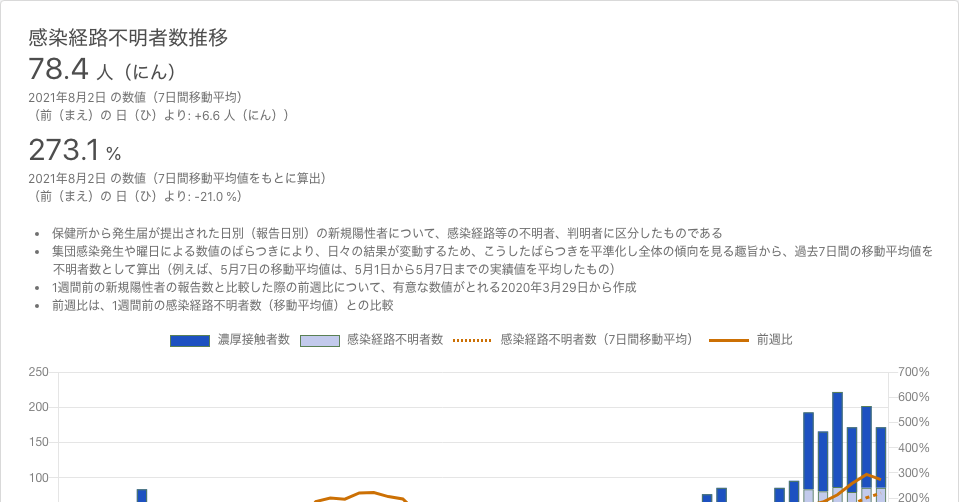 感染経路不明者数推移
78.4 人（にん）
2021年8月2日 の数値（7日間移動平均）
（前（まえ）の 日（ひ）より: +6.6 人（にん））
273.1 %
2021年8月2日 の数値（7日間移動平均値をもとに算出）
（前（まえ）の 日（ひ）より: -21.0 %）
• 保健所から発生届が提出された日別（報告日別）の新規陽性者について、感染経路等の不明者、判明者に区分したものである
• 集団感染発生や曜日による数値のばらつきにより、日々の結果が変動するため、こうしたばらつきを平準化し全体の傾向を見る趣旨から、過去7日間の移動平均値を
不明者数として算出（例えば、5月7日の移動平均値は、5月1日から5月7日までの実績値を平均したもの）
• 1週間前の新規陽性者の報告数と比較した際の前週比について、有意な数値がとれる2020年3月29日から作成
• 前週比は、1週間前の感染経路不明者数（移動平均値）との比較
濃厚接触者数 感染経路不明者数 感染経路不明者数（7日間移動平均） 前週比
250 700%
600%
200
500%
150
400%
300%
100
200%